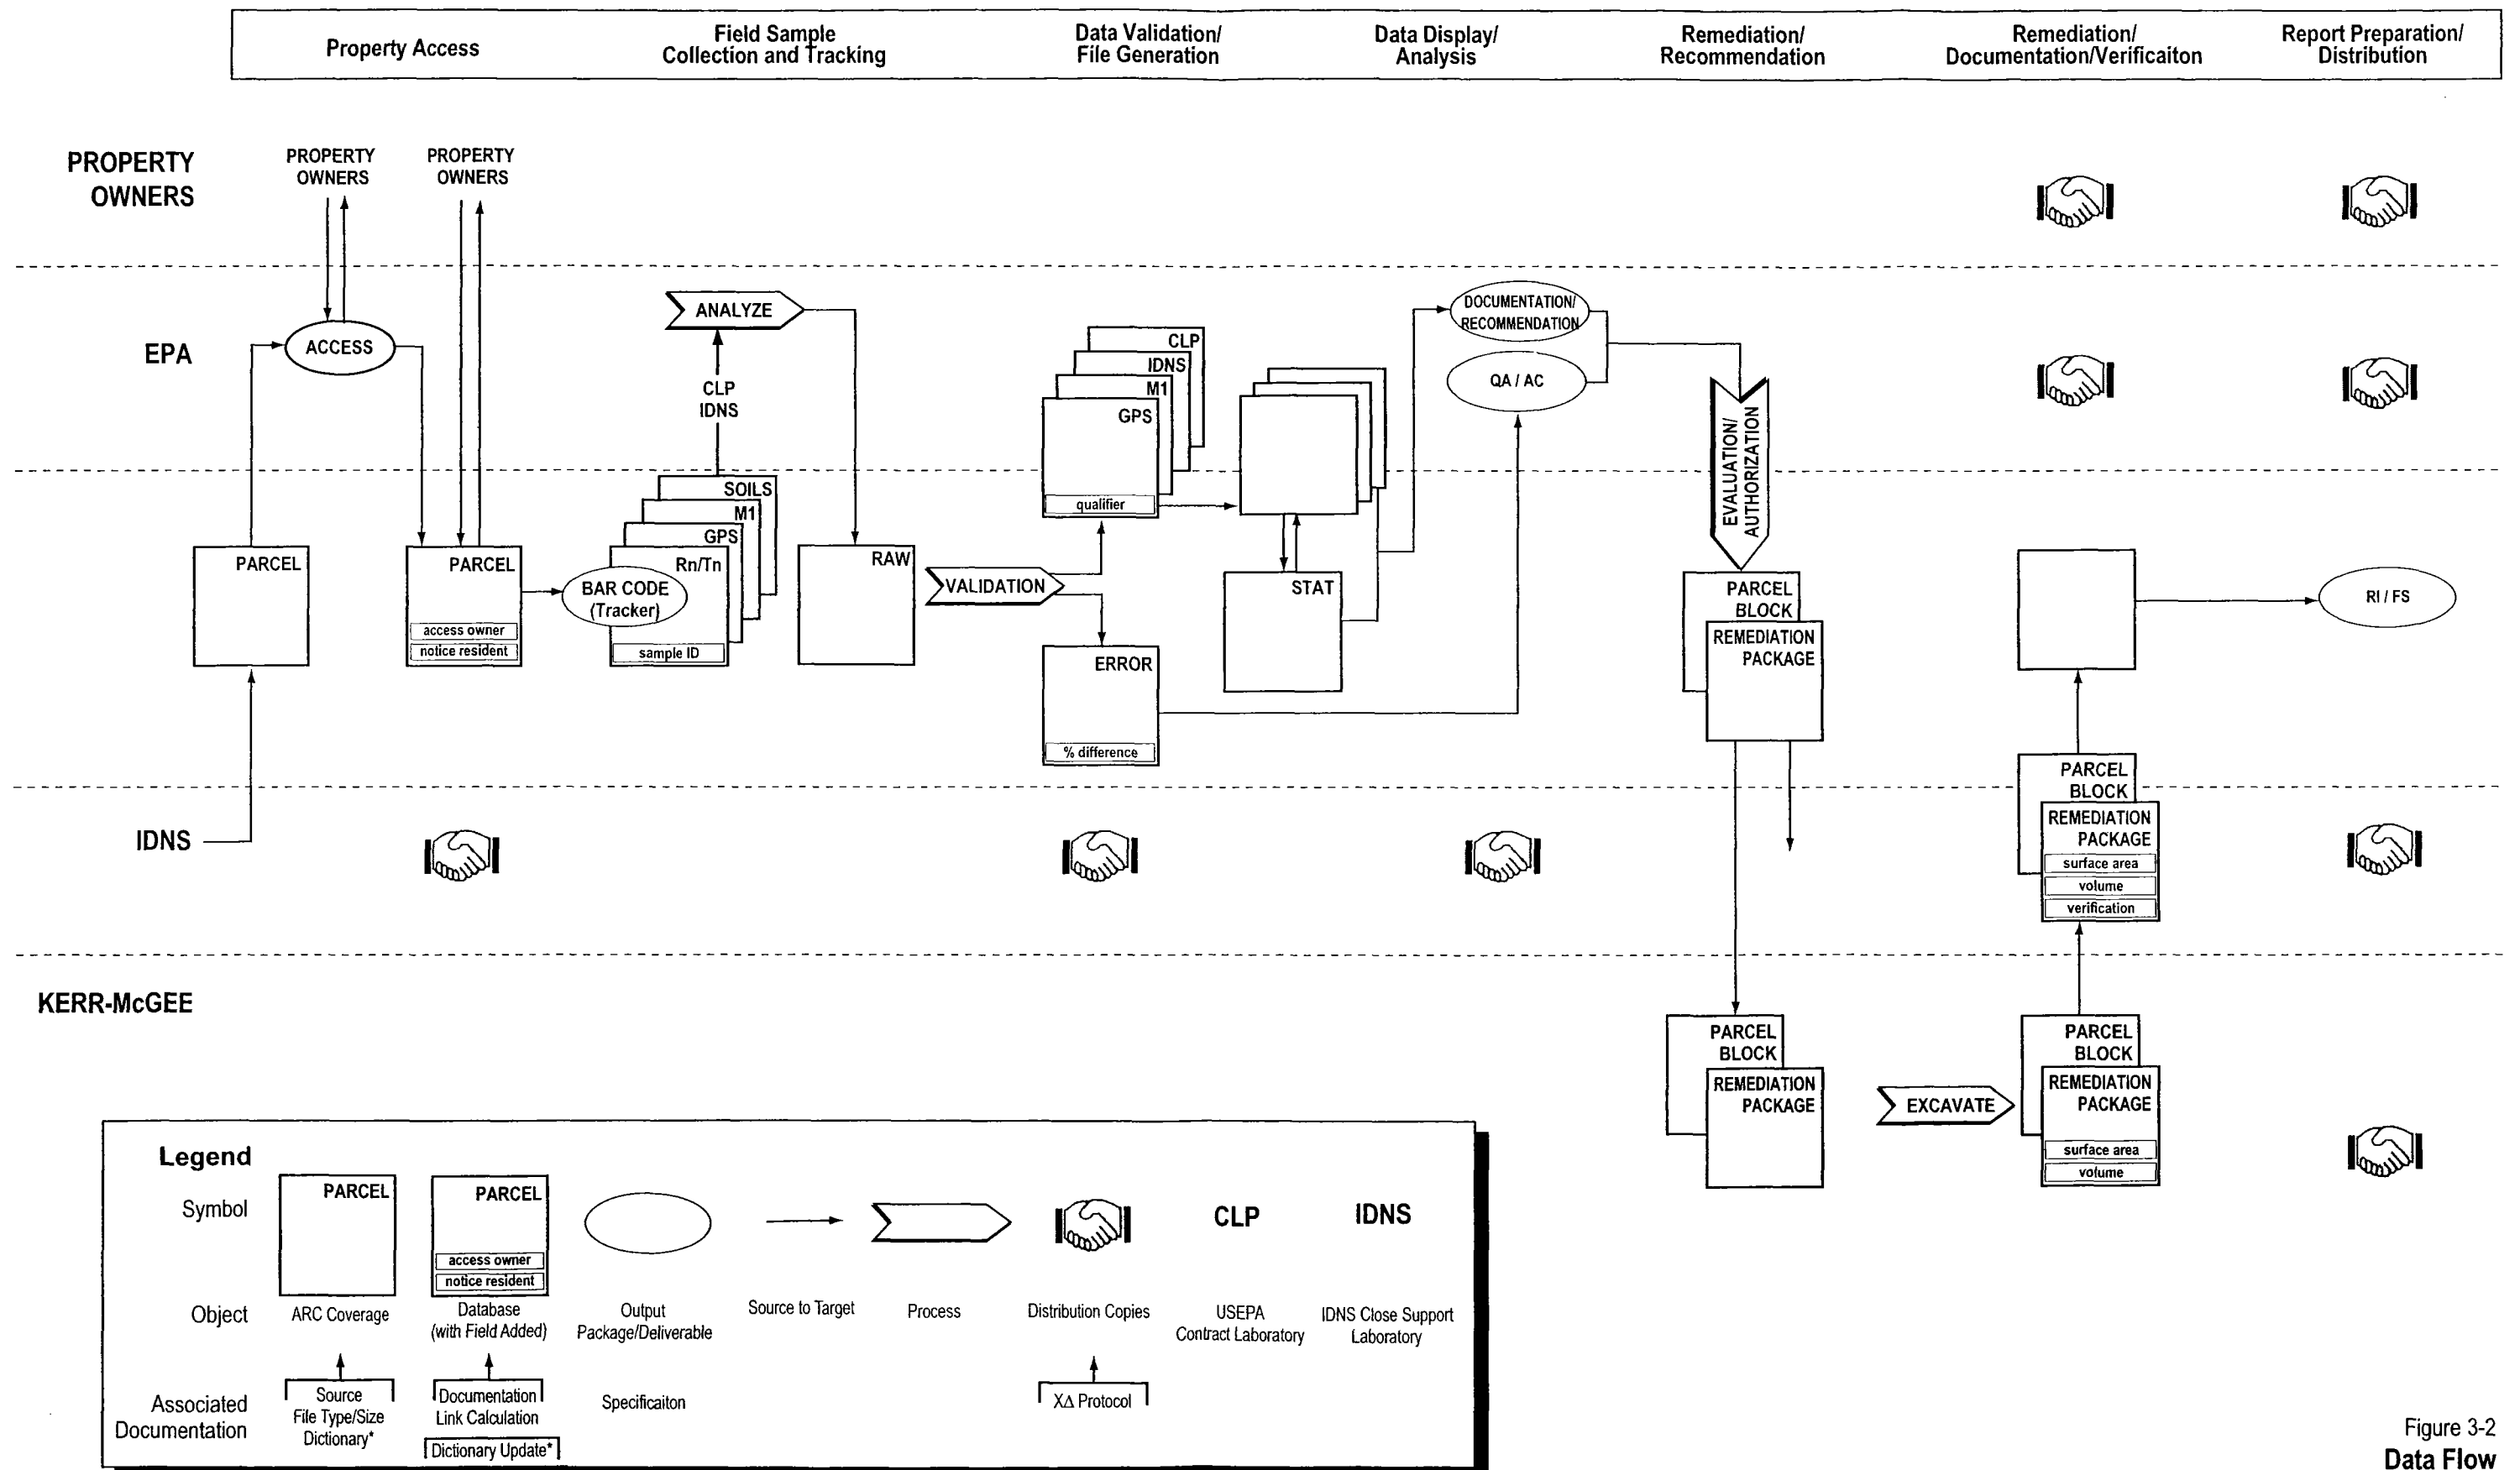 Property Access
Field Sample
Collection and Tracking
Data Validation/
File Generation
Data Display/
Analysis
Remediation/
Recommendation
Remediation/
Documentation/Verificaiton
Report Preparation/
Distribution
PROPERTY
OWNERS
PROPERTY
OWNERS
PROPERTY
OWNERS
EPA
ACCESS
ANALYZE
CLP
IDNS
CLP
IDNS
M1
GPS
qualifier
DOCUMENTATION/
RECOMMENDATION
QA / AC
EVALUATION/
AUTHORIZATION
PARCEL
PARCEL
access owner
notice resident
SOILS
M1
GPS
Rn/Tn
BAR CODE
(Tracker)
sample ID
RAW
VALIDATION
ERROR
% difference
STAT
PARCEL
BLOCK
REMEDIATION
PACKAGE
RI / FS
IDNS
PARCEL
BLOCK
REMEDIATION
PACKAGE
surface area
volume
verification
KERR-McGEE
PARCEL
BLOCK
REMEDIATION
PACKAGE
EXCAVATE
PARCEL
BLOCK
REMEDIATION
PACKAGE
surface area
volume
Legend
Symbol
PARCEL
PARCEL
access owner
notice resident
CLP
IDNS
Object
ARC Coverage
Database
(with Field Added)
Output
Package/Deliverable
Source to Target
Process
Distribution Copies
USEPA
Contract Laboratory
IDNS Close Support
Laboratory
Associated
Documentation
Source
File Type/Size
Dictionary*
Documentation
Link Calculation
Dictionary Update*
Specificaiton
XΔ Protocol
Figure 3-2
Data Flow